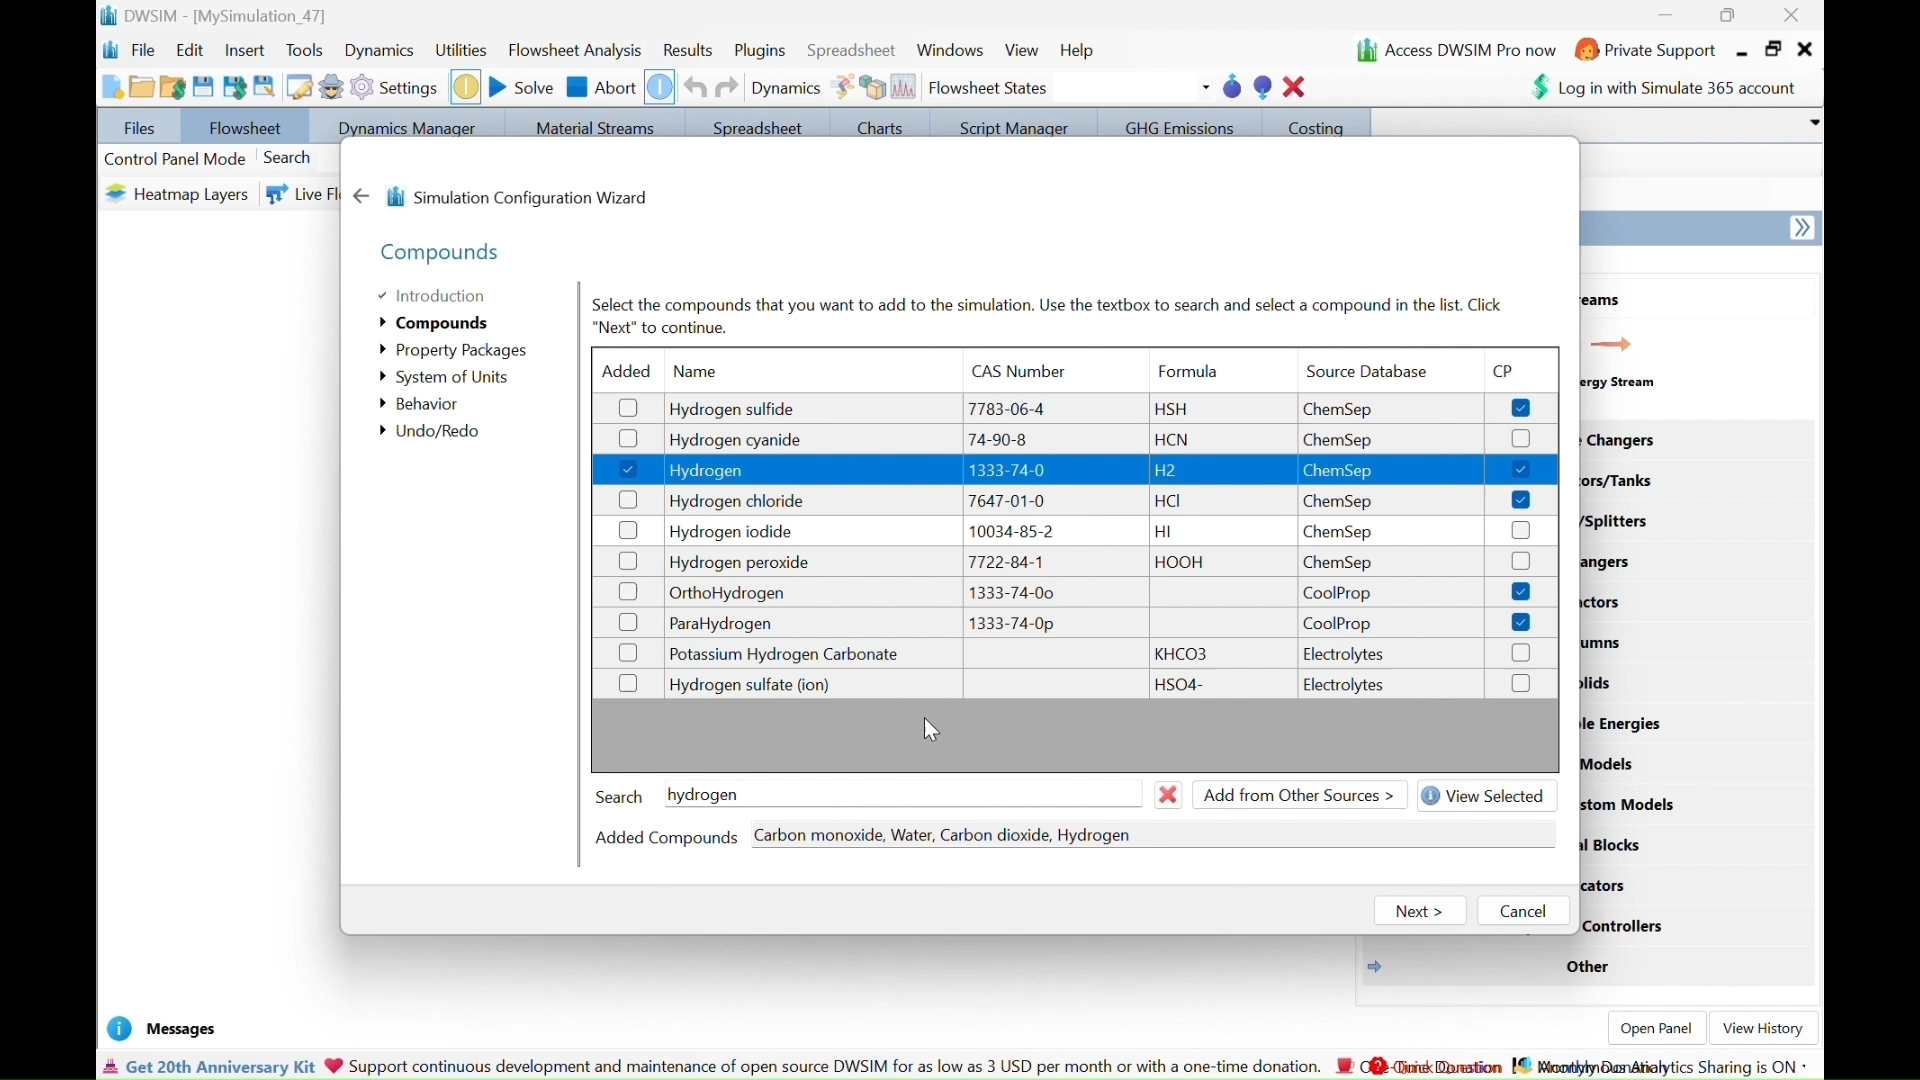 DWSIM - [MySimulation_47]
File Edit Insert Tools Dynamics Utilities Flowsheet Analysis Results Plugins Spreadsheet Windows View Help Access DWSIM Pro now Private Support
Settings Solve Abort Dynamics Flowsheet States Log in with Simulate 365 account
Files Flowsheet Dynamics Manager Material Streams Spreadsheet Charts Script Manager GHG Emissions Costing
Control Panel Mode Search
Heatmap Layers Live Fl
Simulation Configuration Wizard
Compounds
Introduction
Compounds
Property Packages
System of Units
Behavior
Undo/Redo
Select the compounds that you want to add to the simulation. Use the textbox to search and select a compound in the list. Click
"Next" to continue.
Added Name CAS Number Formula Source Database CP
Hydrogen sulfide 7783-06-4 HSH ChemSep
Hydrogen cyanide 74-90-8 HCN ChemSep
Hydrogen 1333-74-0 H2 ChemSep
Hydrogen chloride 7647-01-0 HCl ChemSep
Hydrogen iodide 10034-85-2 HI ChemSep
Hydrogen peroxide 7722-84-1 HOOH ChemSep
OrthoHydrogen 1333-74-0o CoolProp
ParaHydrogen 1333-74-0p CoolProp
Potassium Hydrogen Carbonate KHCO3 Electrolytes
Hydrogen sulfate (ion) HSO4- Electrolytes
Search hydrogen Add from Other Sources > View Selected
Added Compounds Carbon monoxide, Water, Carbon dioxide, Hydrogen
Next > Cancel
reams
ergy Stream
e Changers
ors/Tanks
/Splitters
angers
ctors
umns
olids
le Energies
Models
stom Models
al Blocks
cators
Controllers
Other
Messages
Open Panel View History
Get 20th Anniversary Kit Support continuous development and maintenance of open source DWSIM for as low as 3 USD per month or with a one-time donation. Sharing is ON